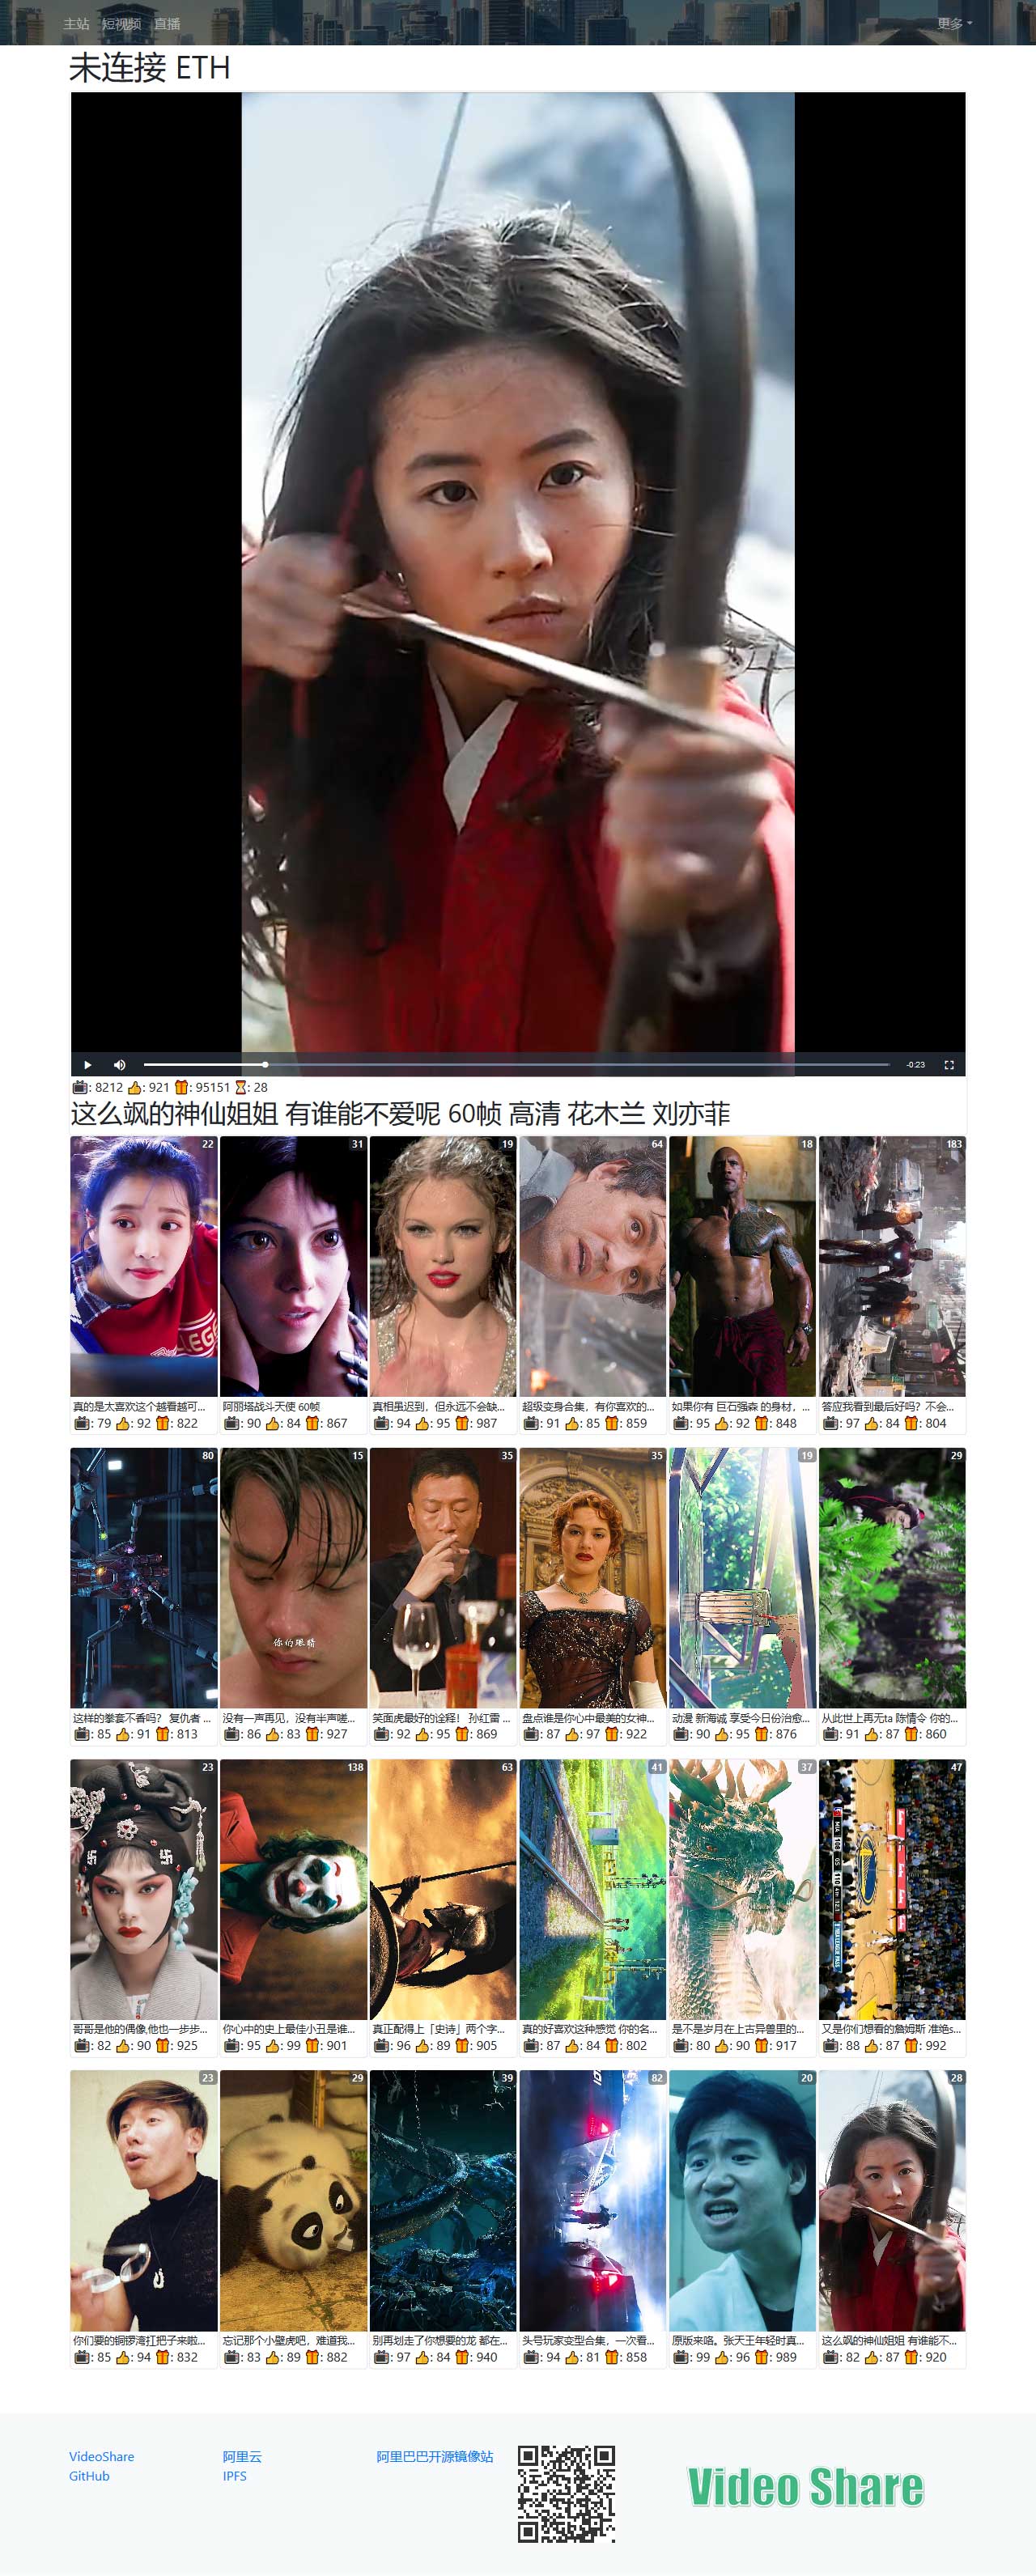 主站 短视频 直播 更多
未连接 ETH
-0:23
: 8212 : 921 : 95151 : 28
这么飒的神仙姐姐 有谁能不爱呢 60帧 高清 花木兰 刘亦菲
22 31 19 64 18 183
真的是太喜欢这个越看越可...
: 79 : 92 : 822
阿丽塔战斗天使 60帧
: 90 : 84 : 867
真相虽迟到，但永远不会缺...
: 94 : 95 : 987
超级变身合集，有你喜欢的...
: 91 : 85 : 859
如果你有 巨石强森 的身材，...
: 95 : 92 : 848
答应我看到最后好吗？不会...
: 97 : 84 : 804
80 15 35 35 19 29
你的眼睛
这样的拳套不香吗？ 复仇者 ...
: 85 : 91 : 813
没有一声再见，没有半声嗟...
: 86 : 83 : 927
笑面虎最好的诠释！ 孙红雷 ...
: 92 : 95 : 869
盘点谁是你心中最美的女神...
: 87 : 97 : 922
动漫 新海诚 享受今日份治愈...
: 90 : 95 : 876
从此世上再无ta 陈情令 你的...
: 91 : 87 : 860
23 138 63 41 37 47
哥哥是他的偶像,他也一步步...
: 82 : 90 : 925
你心中的史上最佳小丑是谁...
: 95 : 99 : 901
真正配得上「史诗」两个字...
: 96 : 89 : 905
真的好喜欢这种感觉 你的名...
: 87 : 84 : 802
是不是岁月在上古异兽里的...
: 80 : 90 : 917
又是你们想看的詹姆斯 准绝s...
: 88 : 87 : 992
23 29 39 82 20 28
你们要的铜锣湾扛把子来啦...
: 85 : 94 : 832
忘记那个小壁虎吧，难道我...
: 83 : 89 : 882
别再划走了你想要的龙 都在...
: 97 : 84 : 940
头号玩家变型合集，一次看...
: 94 : 81 : 858
原版来咯。张天王年轻时真...
: 99 : 96 : 989
这么飒的神仙姐姐 有谁能不...
: 82 : 87 : 920
VideoShare
GitHub
阿里云
IPFS
阿里巴巴开源镜像站
Video Share